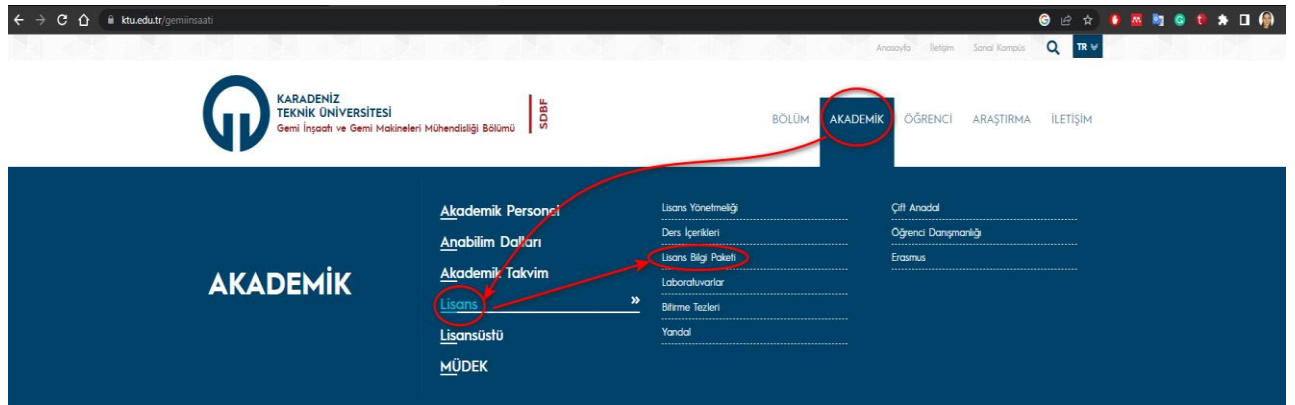 ktu.edu.tr/gemiinsaati
Anasayfa İletişim Sanal Kampüs TR
KARADENİZ
TEKNİK ÜNİVERSİTESİ
Gemi İnşaatı ve Gemi Makineleri Mühendisliği Bölümü
SDBF
BÖLÜM AKADEMİK ÖĞRENCİ ARAŞTIRMA İLETİŞİM
AKADEMİK
Akademik Personel
Anabilim Dalları
Akademik Takvim
Lisans »
Lisansüstü
MÜDEK
Lisans Yönetmeliği
Ders İçerikleri
Lisans Bilgi Paketi
Laboratuvarlar
Bitirme Tezleri
Yandal
Çift Anadal
Öğrenci Danışmanlığı
Erasmus